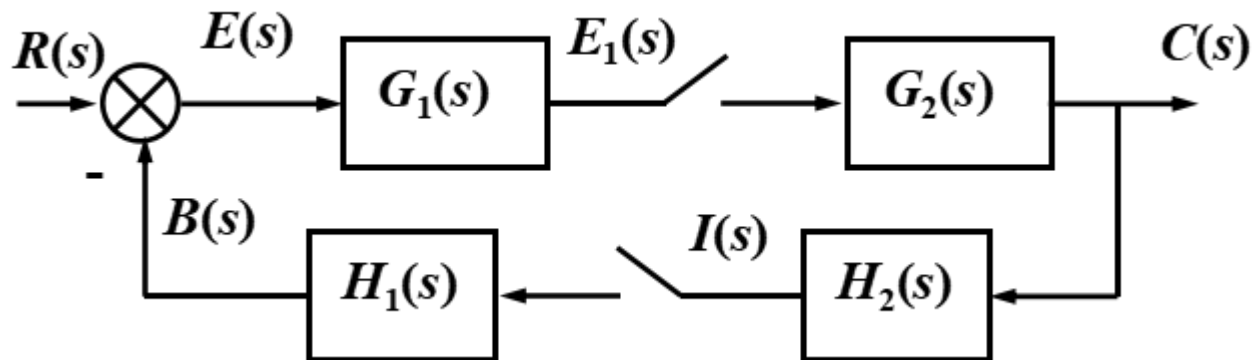 R(s)
E(s)
G₁(s)
E₁(s)
G₂(s)
C(s)
-
B(s)
H₁(s)
I(s)
H₂(s)